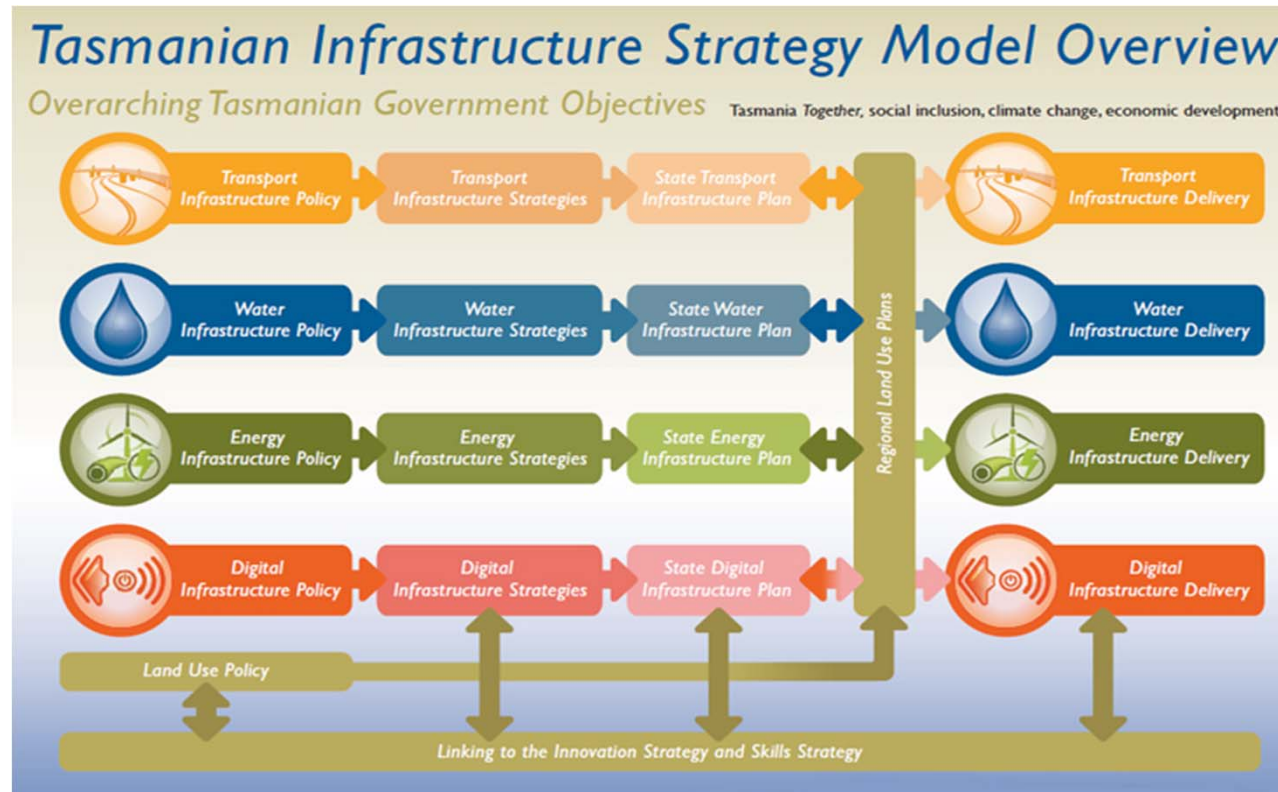 Tasmanian Infrastructure Strategy Model Overview
Overarching Tasmanian Government Objectives
Tasmania Together, social inclusion, climate change, economic development
Transport
Infrastructure Policy
Transport
Infrastructure Strategies
State Transport
Infrastructure Plan
Transport
Infrastructure Delivery
Water
Infrastructure Policy
Water
Infrastructure Strategies
State Water
Infrastructure Plan
Water
Infrastructure Delivery
Regional Land Use Plans
Energy
Infrastructure Policy
Energy
Infrastructure Strategies
State Energy
Infrastructure Plan
Energy
Infrastructure Delivery
Digital
Infrastructure Policy
Digital
Infrastructure Strategies
State Digital
Infrastructure Plan
Digital
Infrastructure Delivery
Land Use Policy
Linking to the Innovation Strategy and Skills Strategy